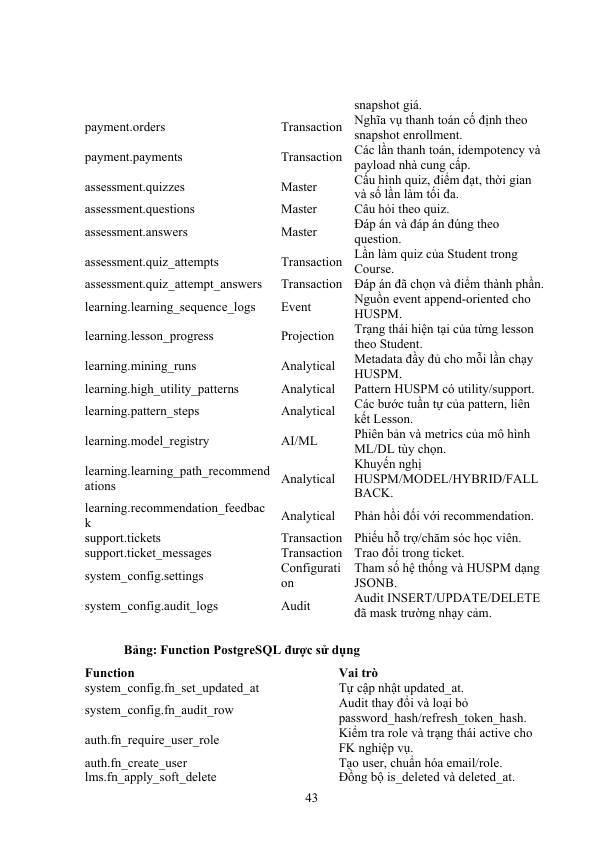 snapshot giá.
payment.orders Transaction Nghĩa vụ thanh toán cố định theo
snapshot enrollment.
payment.payments Transaction Các lần thanh toán, idempotency và
payload nhà cung cấp.
assessment.quizzes Master Cấu hình quiz, điểm đạt, thời gian
và số lần làm tối đa.
assessment.questions Master Câu hỏi theo quiz.
assessment.answers Master Đáp án và đáp án đúng theo
question.
assessment.quiz_attempts Transaction Lần làm quiz của Student trong
Course.
assessment.quiz_attempt_answers Transaction Đáp án đã chọn và điểm thành phần.
learning.learning_sequence_logs Event Nguồn event append-oriented cho
HUSPM.
learning.lesson_progress Projection Trạng thái hiện tại của từng lesson
theo Student.
learning.mining_runs Analytical Metadata đầy đủ cho mỗi lần chạy
HUSPM.
learning.high_utility_patterns Analytical Pattern HUSPM có utility/support.
learning.pattern_steps Analytical Các bước tuần tự của pattern, liên
kết Lesson.
learning.model_registry AI/ML Phiên bản và metrics của mô hình
ML/DL tùy chọn.
learning.learning_path_recommend
ations Analytical Khuyến nghị
HUSPM/MODEL/HYBRID/FALL
BACK.
learning.recommendation_feedbac
k Analytical Phản hồi đối với recommendation.
support.tickets Transaction Phiếu hỗ trợ/chăm sóc học viên.
support.ticket_messages Transaction Trao đổi trong ticket.
system_config.settings Configurati
on Tham số hệ thống và HUSPM dạng
JSONB.
system_config.audit_logs Audit Audit INSERT/UPDATE/DELETE
đã mask trường nhạy cảm.
Bảng: Function PostgreSQL được sử dụng
Function Vai trò
system_config.fn_set_updated_at Tự cập nhật updated_at.
system_config.fn_audit_row Audit thay đổi và loại bỏ
password_hash/refresh_token_hash.
auth.fn_require_user_role Kiểm tra role và trạng thái active cho
FK nghiệp vụ.
auth.fn_create_user Tạo user, chuẩn hóa email/role.
lms.fn_apply_soft_delete Đồng bộ is_deleted và deleted_at.
43